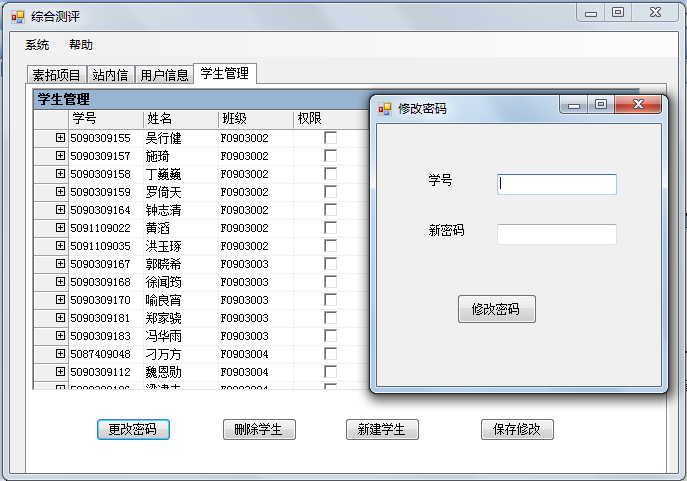 综合测评
系统 帮助
素拓项目 站内信 用户信息 学生管理
学生管理
学号 姓名 班级 权限
5090309155 吴行健 F0903002
5090309157 施琦 F0903002
5090309158 丁巍巍 F0903002
5090309159 罗倚天 F0903002
5090309164 钟志清 F0903002
5091109022 黄滔 F0903002
5091109035 洪玉琢 F0903002
5090309167 郭晓希 F0903003
5090309168 徐闻筠 F0903003
5090309170 喻良宵 F0903003
5090309181 郑家骁 F0903003
5090309183 冯华雨 F0903003
5087409048 刁万方 F0903004
5090309112 魏恩勋 F0903004
更改密码 删除学生 新建学生 保存修改
修改密码
学号
新密码
修改密码